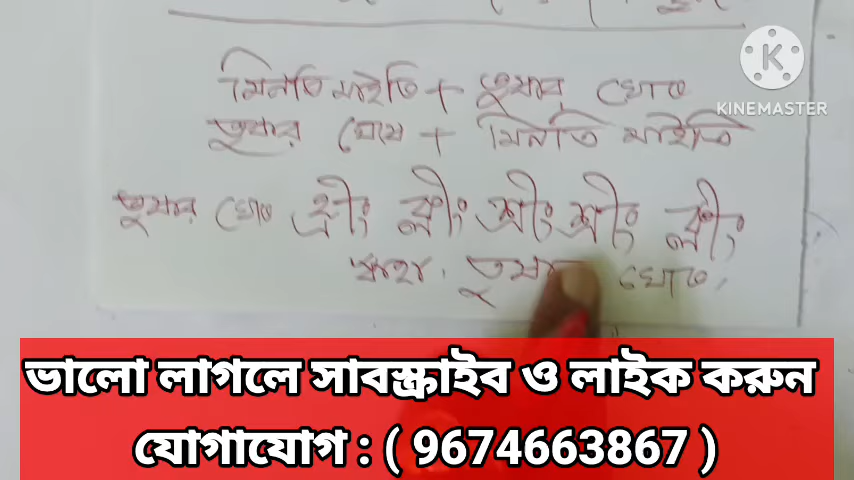 KINEMASTER
মিনতি মাইতি + তুষার ঘোষ
তুষার ঘোষ + মিনতি মাইতি
তুষার ঘোষ হ্রীং ক্লীং শ্রীং শ্রীং ক্লীং
স্বাহা. তুষার ঘোষ.
ভালো লাগলে সাবস্ক্রাইব ও লাইক করুন
যোগাযোগ : ( 9674663867 )